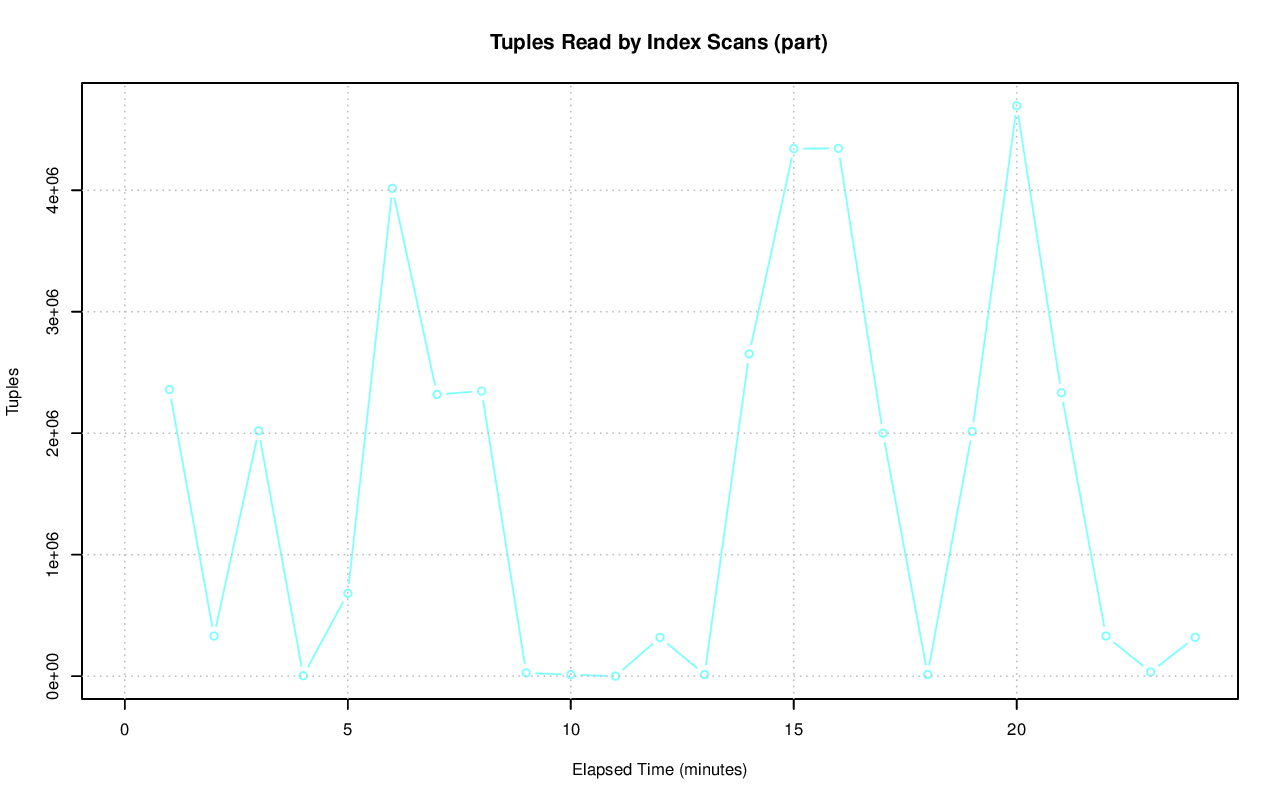 Tuples Read by Index Scans (part)
Tuples
4e+06
3e+06
2e+06
1e+06
0e+00
0 5 10 15 20
Elapsed Time (minutes)